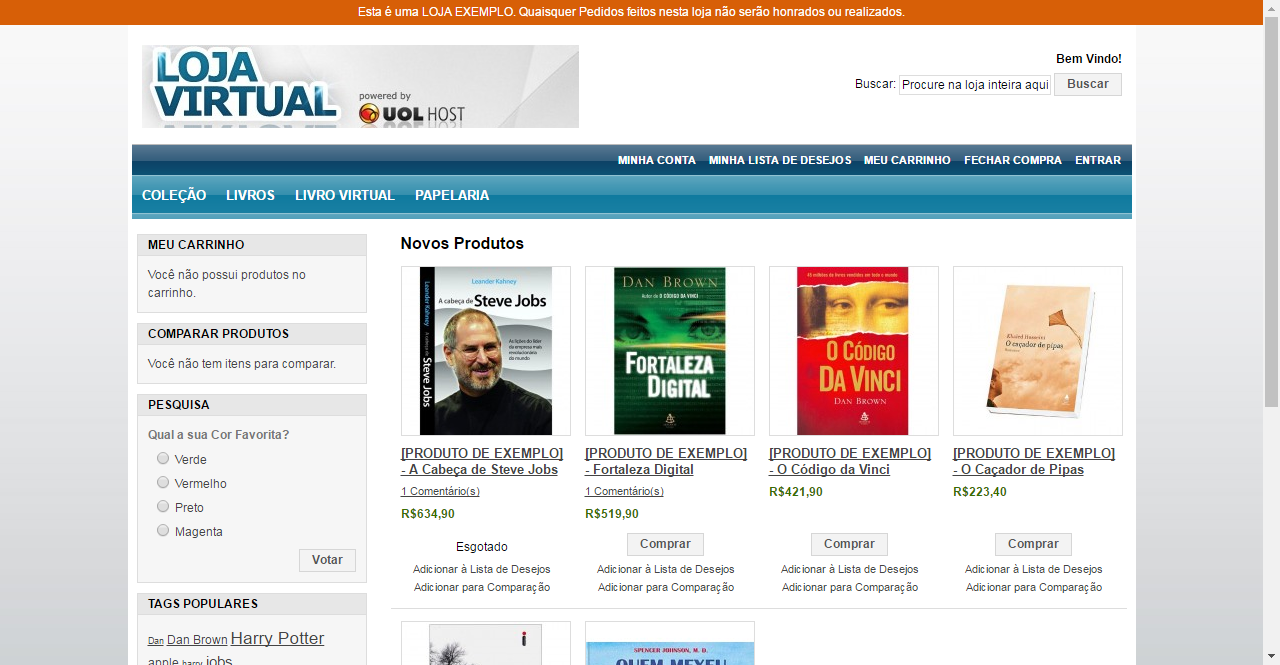 Esta é uma LOJA EXEMPLO. Quaisquer Pedidos feitos nesta loja não serão honrados ou realizados.
LOJA
VIRTUAL
powered by
UOL HOST
Bem Vindo!
Buscar: Procure na loja inteira aqui Buscar
MINHA CONTA MINHA LISTA DE DESEJOS MEU CARRINHO FECHAR COMPRA ENTRAR
COLEÇÃO LIVROS LIVRO VIRTUAL PAPELARIA
MEU CARRINHO
Você não possui produtos no
carrinho.
COMPARAR PRODUTOS
Você não tem itens para comparar.
PESQUISA
Qual a sua Cor Favorita?
Verde
Vermelho
Preto
Magenta
Votar
TAGS POPULARES
Dan Dan Brown Harry Potter
apple harry jobs
Novos Produtos
Leander Kahney
A cabeça de Steve Jobs
As lições do líder
da empresa mais
revolucionária
do mundo
Leander Kahney
A cabeça de
Steve Jobs
[PRODUTO DE EXEMPLO]
- A Cabeça de Steve Jobs
1 Comentário(s)
R$634,90
Esgotado
Adicionar à Lista de Desejos
Adicionar para Comparação
DAN BROWN
Autor de O CÓDIGO DA VINCI
FORTALEZA
DIGITAL
[PRODUTO DE EXEMPLO]
- Fortaleza Digital
1 Comentário(s)
R$519,90
Comprar
Adicionar à Lista de Desejos
Adicionar para Comparação
O CÓDIGO
DA VINCI
DAN BROWN
[PRODUTO DE EXEMPLO]
- O Código da Vinci
R$421,90
Comprar
Adicionar à Lista de Desejos
Adicionar para Comparação
Khaled Hosseini
O caçador de pipas
[PRODUTO DE EXEMPLO]
- O Caçador de Pipas
R$223,40
Comprar
Adicionar à Lista de Desejos
Adicionar para Comparação
SPENCER JOHNSON, M. D.
QUEM MEXEU